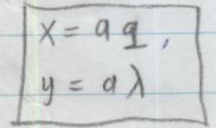 x = a q,
y = a λ